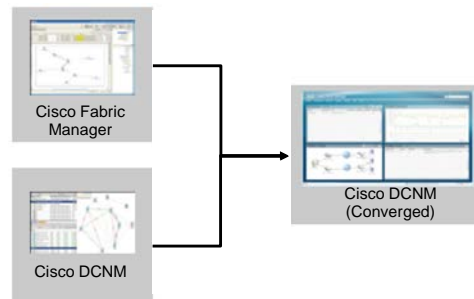 Cisco Fabric
Manager
Cisco DCNM
Cisco DCNM
(Converged)